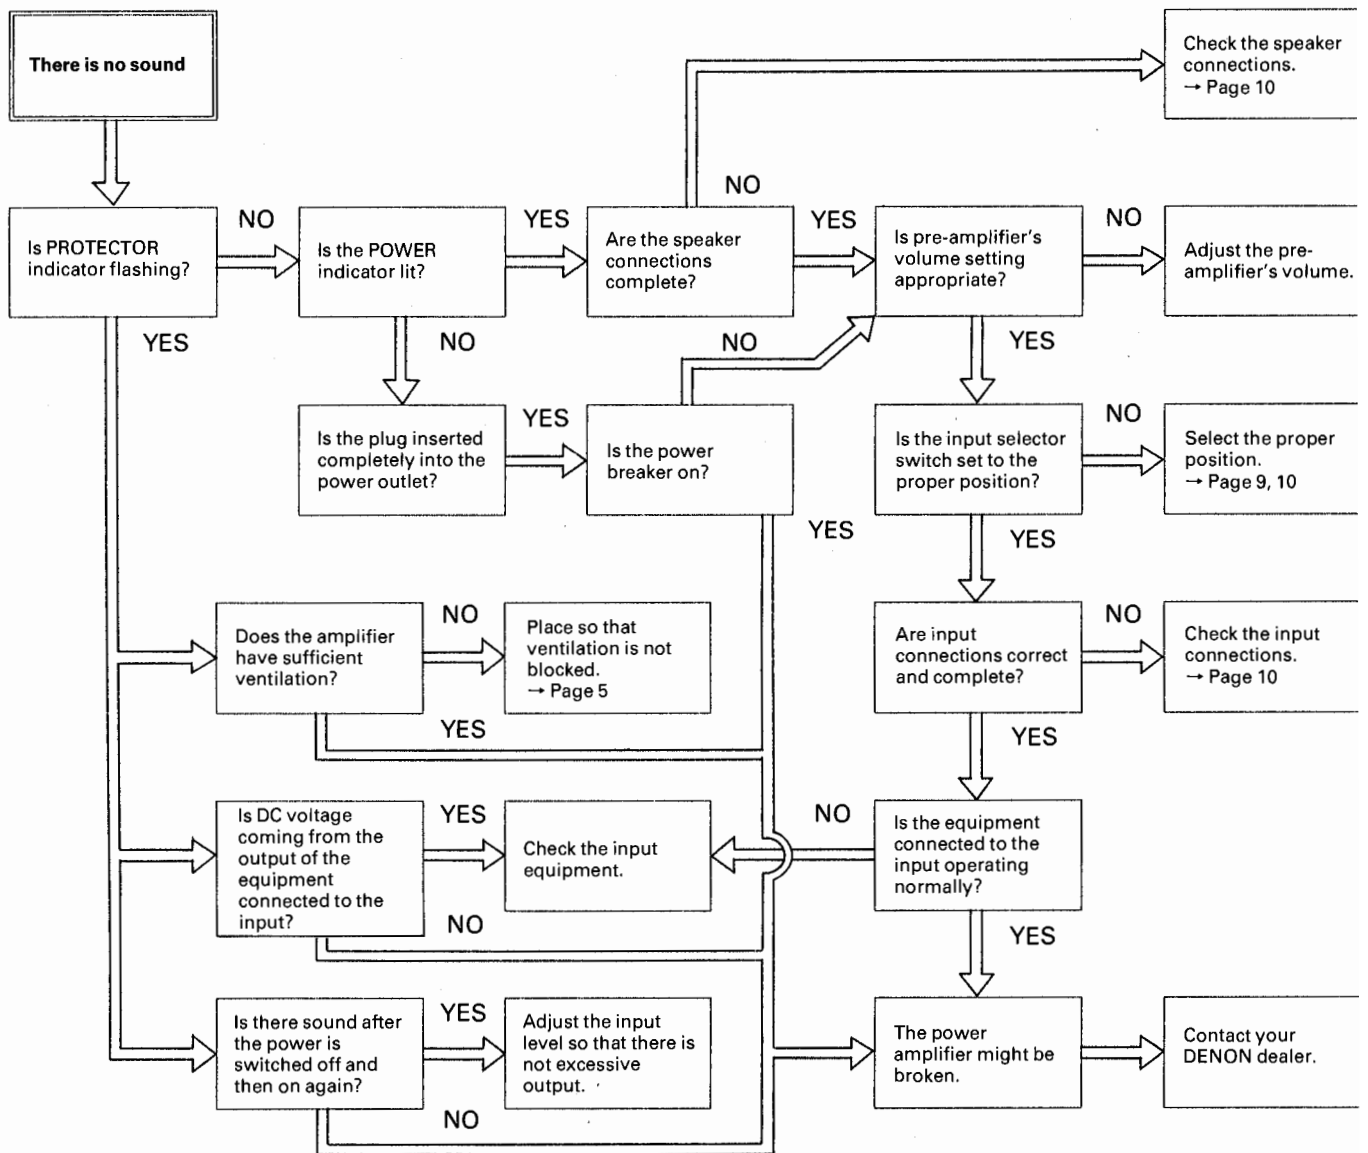 There is no sound
Check the speaker
connections.
→ Page 10
NO
Is PROTECTOR
indicator flashing?
NO
Is the POWER
indicator lit?
YES
Are the speaker
connections
complete?
YES
Is pre-amplifier's
volume setting
appropriate?
NO
Adjust the pre-
amplifier's volume.
YES
NO
NO
YES
Is the plug inserted
completely into the
power outlet?
YES
Is the power
breaker on?
Is the input selector
switch set to the
proper position?
NO
Select the proper
position.
→ Page 9, 10
YES
YES
Does the amplifier
have sufficient
ventilation?
NO
Place so that
ventilation is not
blocked.
→ Page 5
Are input
connections correct
and complete?
NO
Check the input
connections.
→ Page 10
YES
YES
Is DC voltage
coming from the
output of the
equipment
connected to the
input?
YES
Check the input
equipment.
NO
Is the equipment
connected to the
input operating
normally?
NO
YES
Is there sound after
the power is
switched off and
then on again?
YES
Adjust the input
level so that there is
not excessive
output.
The power
amplifier might be
broken.
Contact your
DENON dealer.
NO